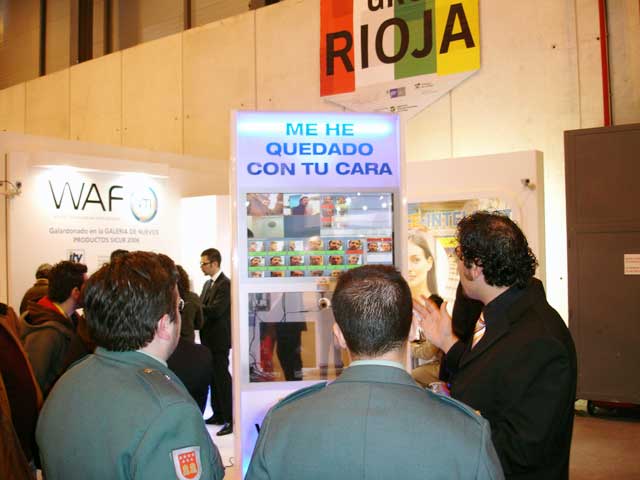 RIOJA
ME HE
QUEDADO
CON TU CARA
WAF
Galardonado en la GALERIA DE NUEVOS
PRODUCTOS SICUR 2006